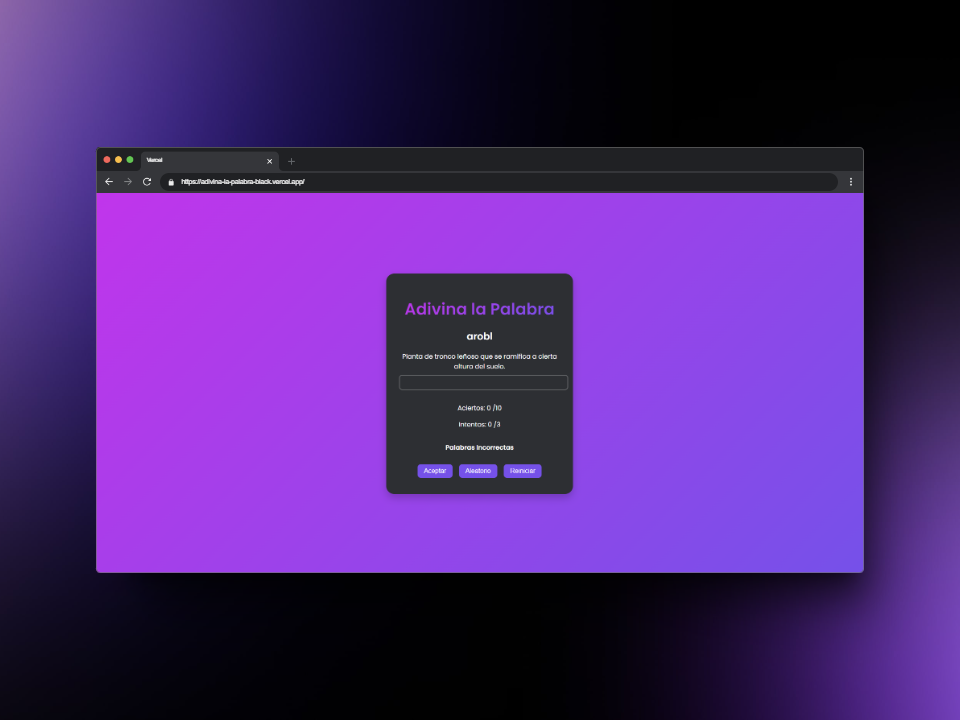 Vercel
https://adivina-la-palabra-black.vercel.app/
Adivina la Palabra
arobl
Planta de tronco leñoso que se ramifica a cierta
altura del suelo.
Aciertos: 0 /10
Intentos: 0 /3
Palabras Incorrectas
Aceptar Aleatorio Reiniciar